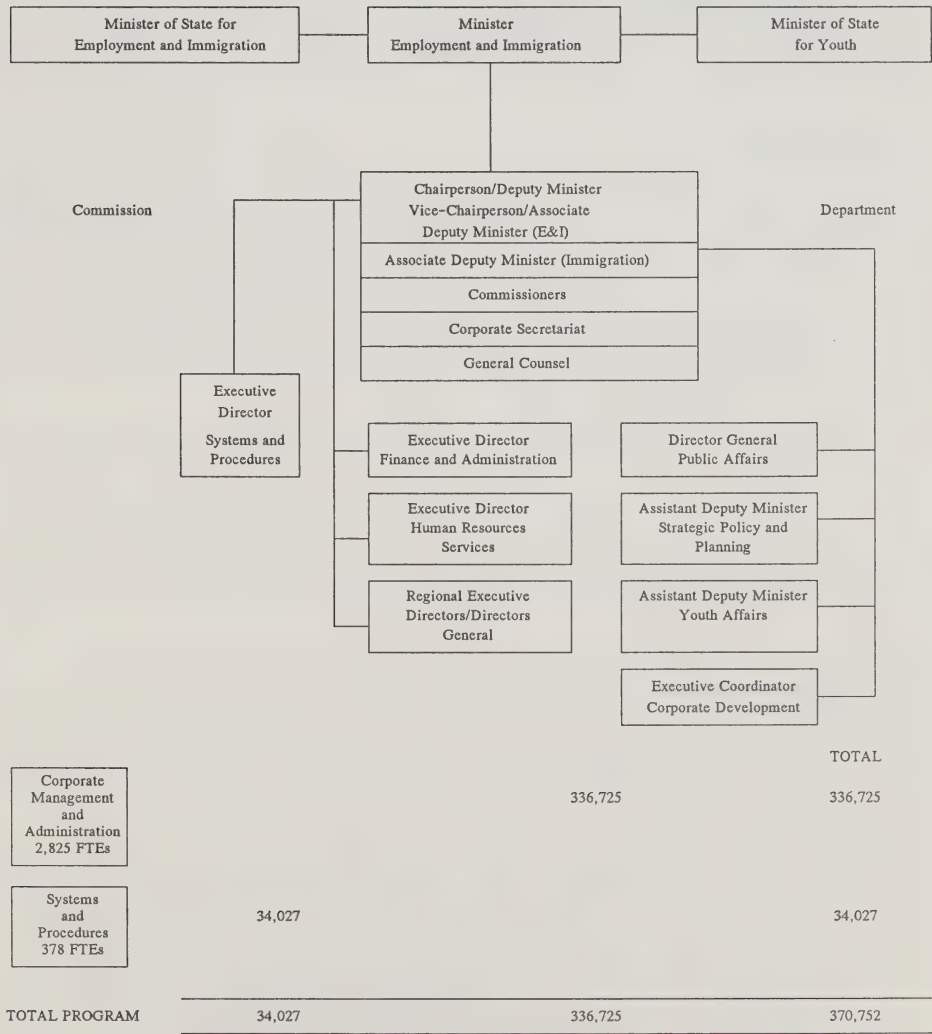 Minister of State for
Employment and Immigration
Minister
Employment and Immigration
Minister of State
for Youth
Commission
Chairperson/Deputy Minister
Vice-Chairperson/Associate
Deputy Minister (E&I)
Associate Deputy Minister (Immigration)
Commissioners
Corporate Secretariat
General Counsel
Department
Executive
Director
Systems and
Procedures
Executive Director
Finance and Administration
Director General
Public Affairs
Executive Director
Human Resources
Services
Assistant Deputy Minister
Strategic Policy and
Planning
Regional Executive
Directors/Directors
General
Assistant Deputy Minister
Youth Affairs
Executive Coordinator
Corporate Development
TOTAL
Corporate
Management
and
Administration
2,825 FTEs
336,725 336,725
Systems
and
Procedures
378 FTEs
34,027 34,027
TOTAL PROGRAM 34,027 336,725 370,752